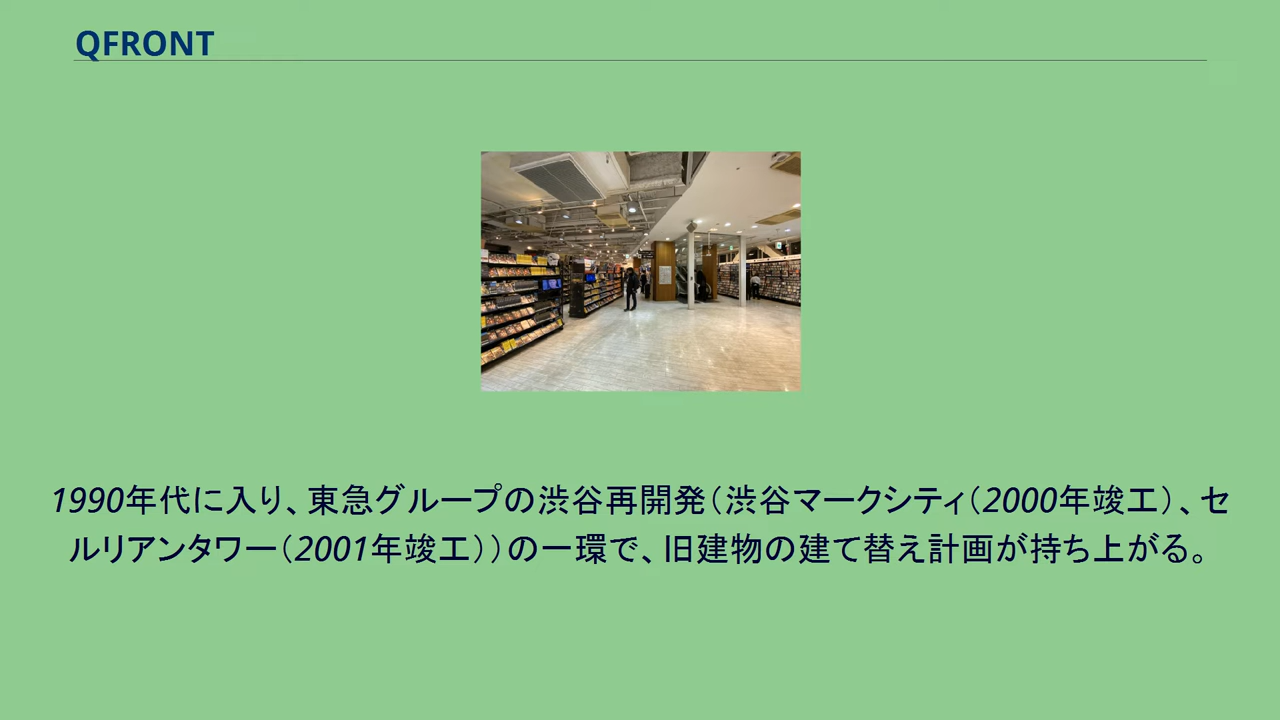 QFRONT
1990年代に入り、東急グループの渋谷再開発（渋谷マークシティ（2000年竣工）、セ
ルリアンタワー（2001年竣工））の一環で、旧建物の建て替え計画が持ち上がる。